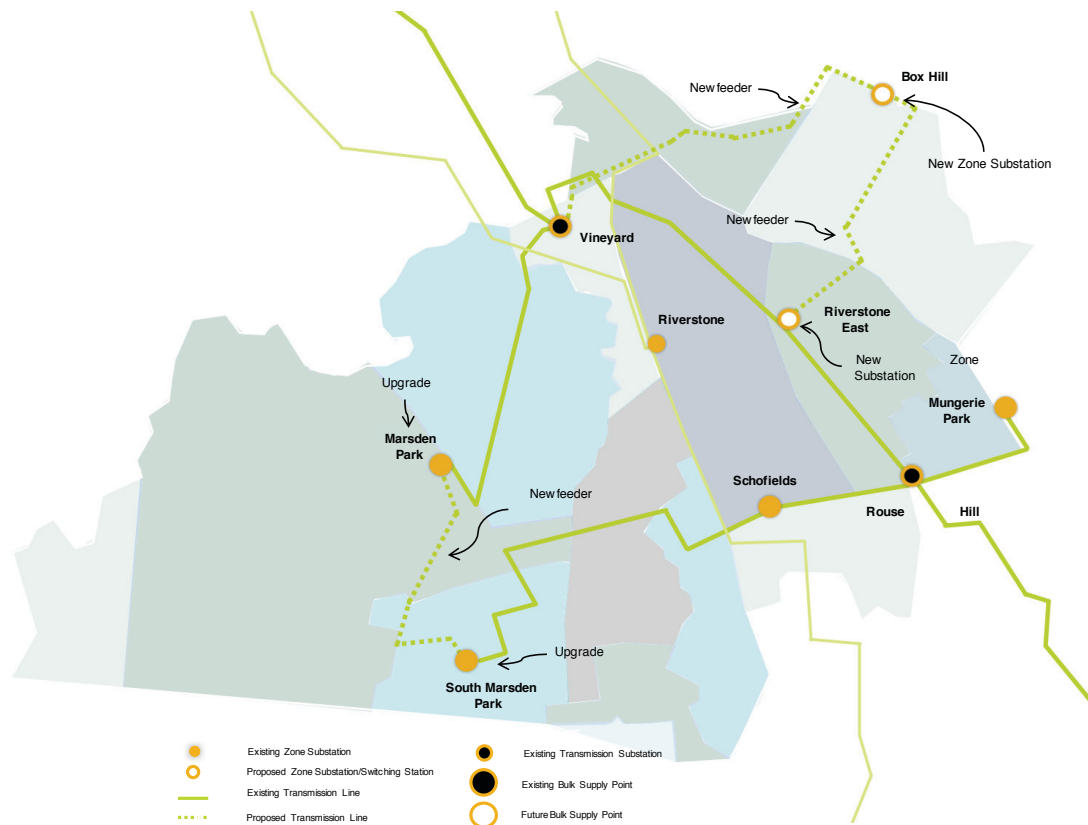 Box Hill
New feeder
New Zone Substation
New feeder
Vineyard
Riverstone
Riverstone
East
New
Substation
Zone
Upgrade
Mungerie
Park
Marsden
Park
Schofields
New feeder
Rouse
Hill
Upgrade
South Marsden
Park
Existing Zone Substation
Existing Transmission Substation
Proposed Zone Substation/Switching Station
Existing Bulk Supply Point
Existing Transmission Line
Future Bulk Supply Point
Proposed Transmission Line